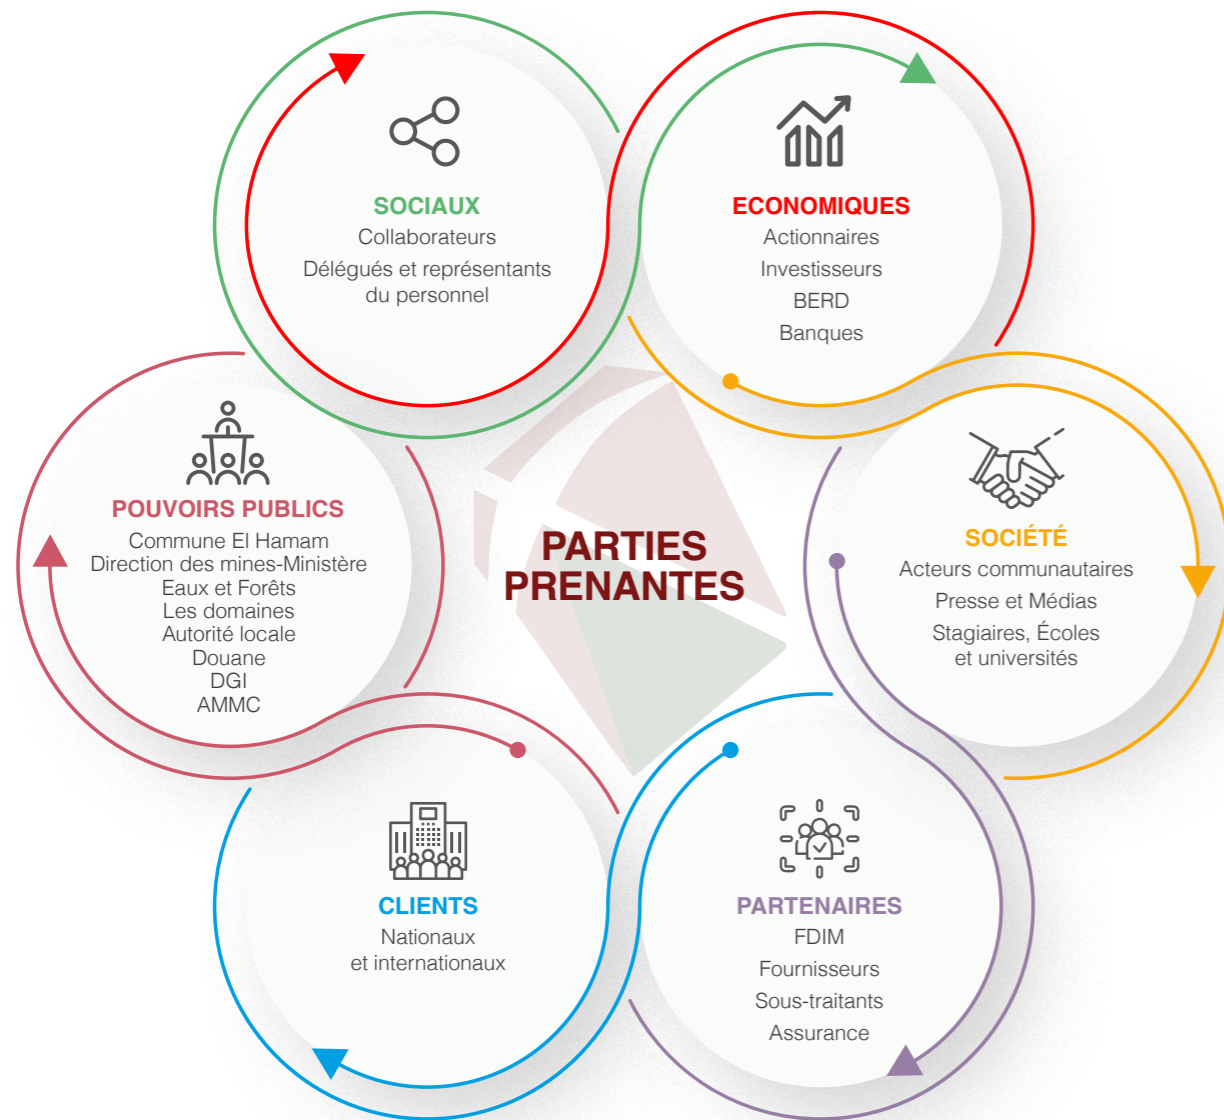 SOCIAUX
Collaborateurs
Délégués et représentants
du personnel
ECONOMIQUES
Actionnaires
Investisseurs
BERD
Banques
POUVOIRS PUBLICS
Commune El Hamam
Direction des mines-Ministère
Eaux et Forêts
Les domaines
Autorité locale
Douane
DGI
AMMC
PARTIES
PRENANTES
SOCIÉTÉ
Acteurs communautaires
Presse et Médias
Stagiaires, Écoles
et universités
CLIENTS
Nationaux
et internationaux
PARTENAIRES
FDIM
Fournisseurs
Sous-traitants
Assurance